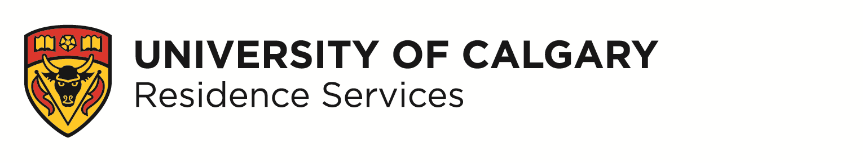 UNIVERSITY OF CALGARY
Residence Services